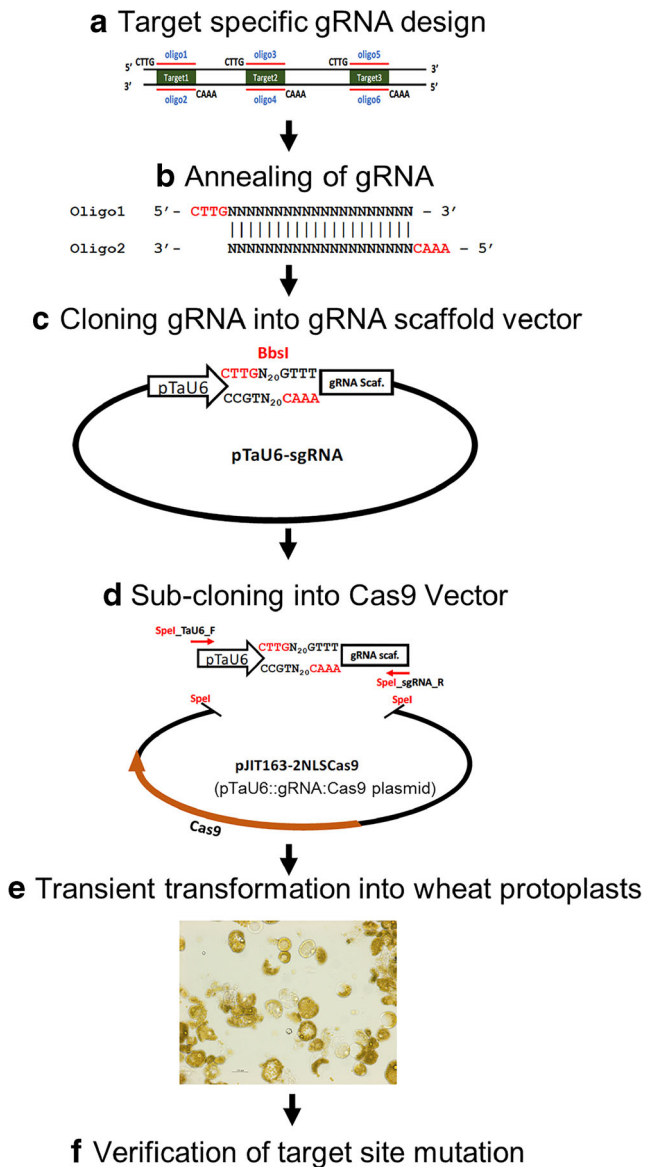 a Target specific gRNA design
oligo1 oligo3 oligo5
CTTG CTTG CTTG
5' 3'
Target1 Target2 Target3
3' 5'
CAAA CAAA CAAA
oligo2 oligo4 oligo6
b Annealing of gRNA
Oligo1 5′- CTTGNNNNNNNNNNNNNNNNNNNN - 3′
||||||||||||||||||||
Oligo2 3′- NNNNNNNNNNNNNNNNNNNNCAAA - 5′
c Cloning gRNA into gRNA scaffold vector
BbsI
CTTGN20GTTT
pTaU6 gRNA Scaf.
CCGTN20CAAA
pTaU6-sgRNA
d Sub-cloning into Cas9 Vector
SpeI_TaU6_F
CTTGN20GTTT
pTaU6 gRNA scaf.
CCGTN20CAAA
SpeI_sgRNA_R
SpeI SpeI
pJIT163-2NLSCas9
(pTaU6::gRNA:Cas9 plasmid)
Cas9
e Transient transformation into wheat protoplasts
f Verification of target site mutation